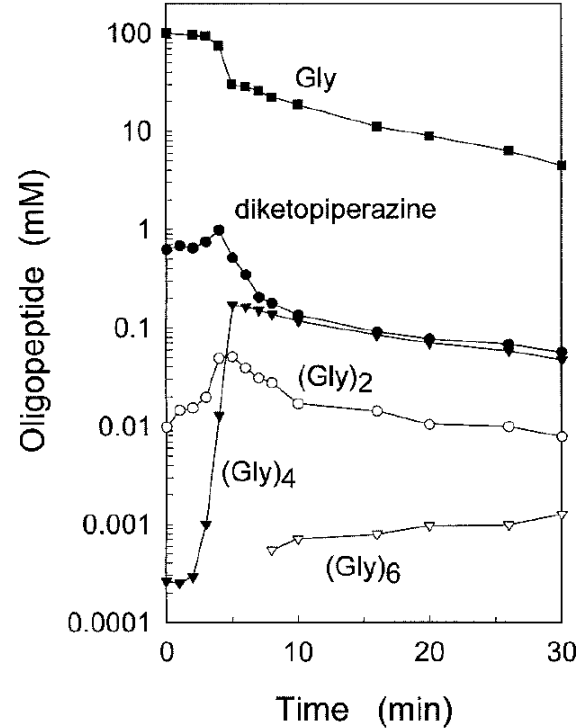 100
Gly
10
diketopiperazine
1
0.1
(Gly)2
0.01
(Gly)4
0.001
(Gly)6
0.0001
0 10 20 30
Oligopeptide (mM)
Time (min)